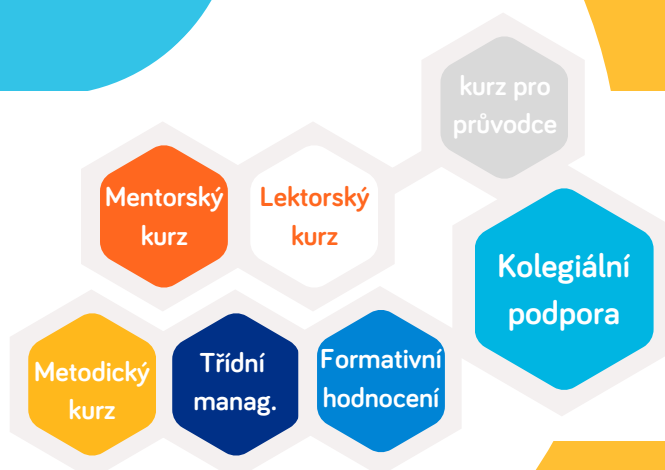 kurz pro
průvodce
Mentorský
kurz
Lektorský
kurz
Kolegiální
podpora
Metodický
kurz
Třídní
manag.
Formativní
hodnocení